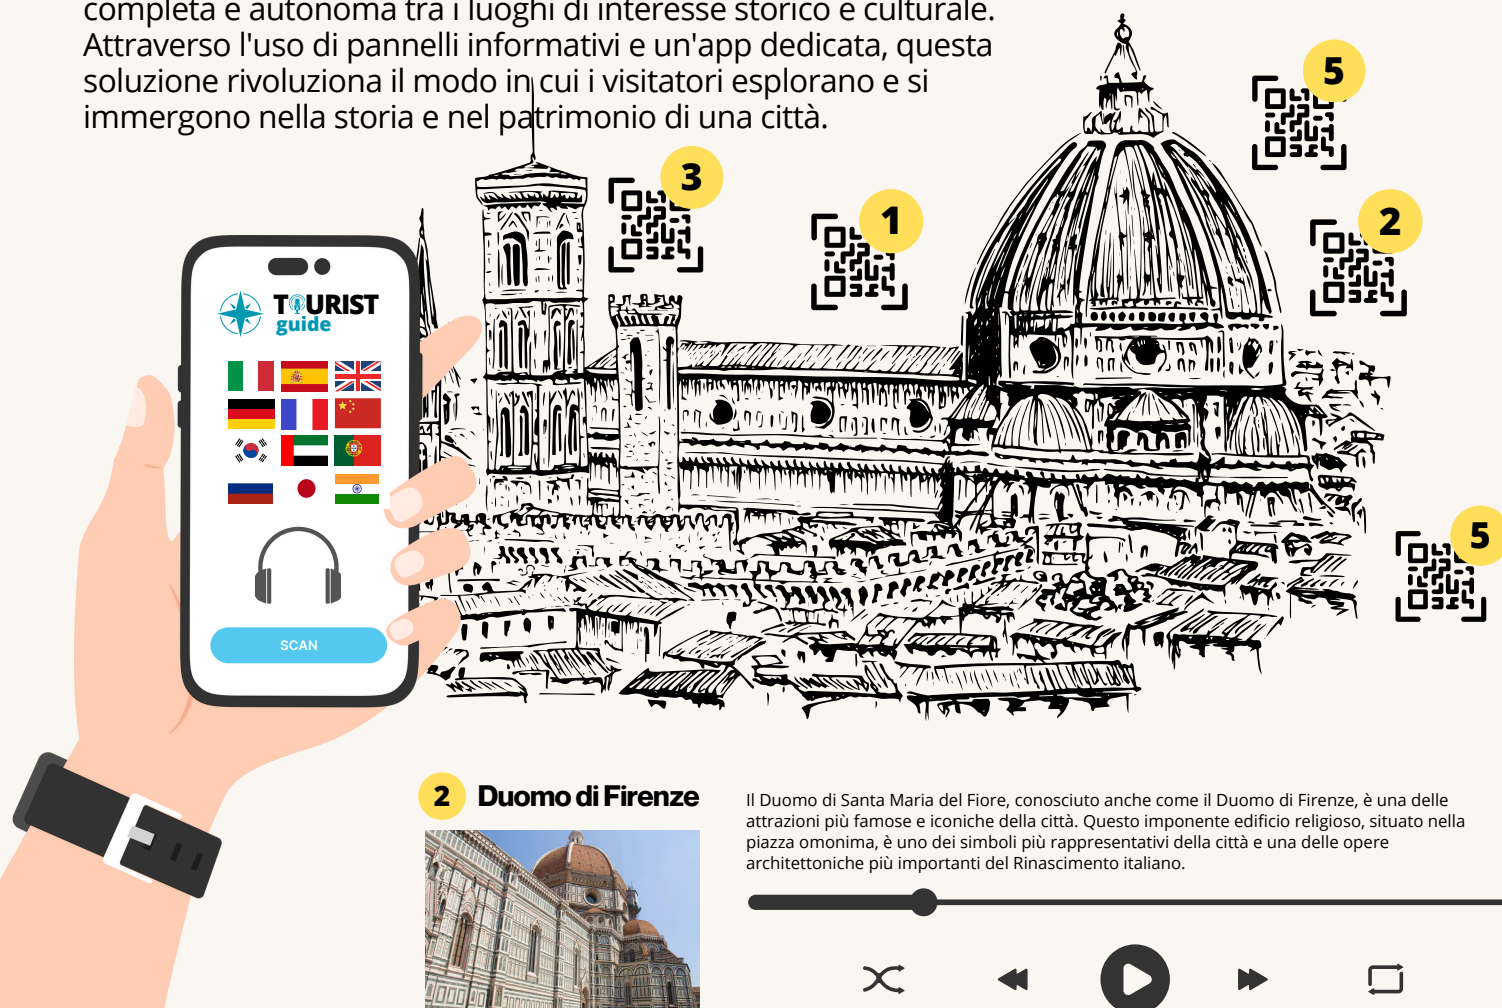 completa e autonoma tra i luoghi di interesse storico e culturale.
Attraverso l'uso di pannelli informativi e un'app dedicata, questa
soluzione rivoluziona il modo in cui i visitatori esplorano e si
immergono nella storia e nel patrimonio di una città.
5
3
1
2
TOURIST
guide
5
SCAN
2 Duomo di Firenze
Il Duomo di Santa Maria del Fiore, conosciuto anche come il Duomo di Firenze, è una delle
attrazioni più famose e iconiche della città. Questo imponente edificio religioso, situato nella
piazza omonima, è uno dei simboli più rappresentativi della città e una delle opere
architettoniche più importanti del Rinascimento italiano.